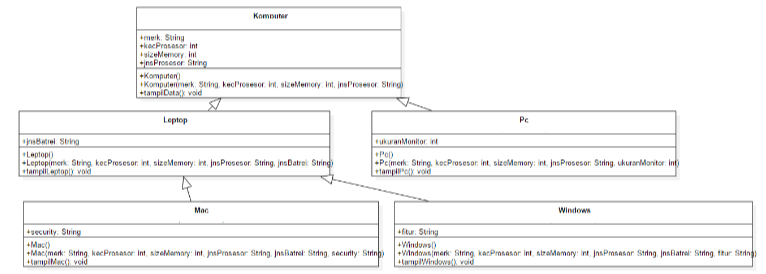 Komputer
+merk: String
+kecProsesor: int
+sizeMemory: int
+jnsProsesor: String
+Komputer()
+Komputer(merk: String, kecProsesor: int, sizeMemory: int, jnsProsesor: String)
+tampilData(): void
Leptop
+jnsBatrei: String
+Leptop()
+Leptop(merk: String, kecProsesor: int, sizeMemory: int, jnsProsesor: String, jnsBatrei: String)
+tampilLeptop(): void
Pc
+ukuranMonitor: int
+Pc()
+Pc(merk: String, kecProsesor: int, sizeMemory: int, jnsProsesor: String, ukuranMonitor: int)
+tampilPc(): void
Mac
+security: String
+Mac()
+Mac(merk: String, kecProsesor: int, sizeMemory: int, jnsProsesor: String, jnsBatrei: String, security: String)
+tampilMac(): void
Windows
+fitur: String
+Windows()
+Windows(merk: String, kecProsesor: int, sizeMemory: int, jnsProsesor: String, jnsBatrei: String, fitur: String)
+tampilWindows(): void